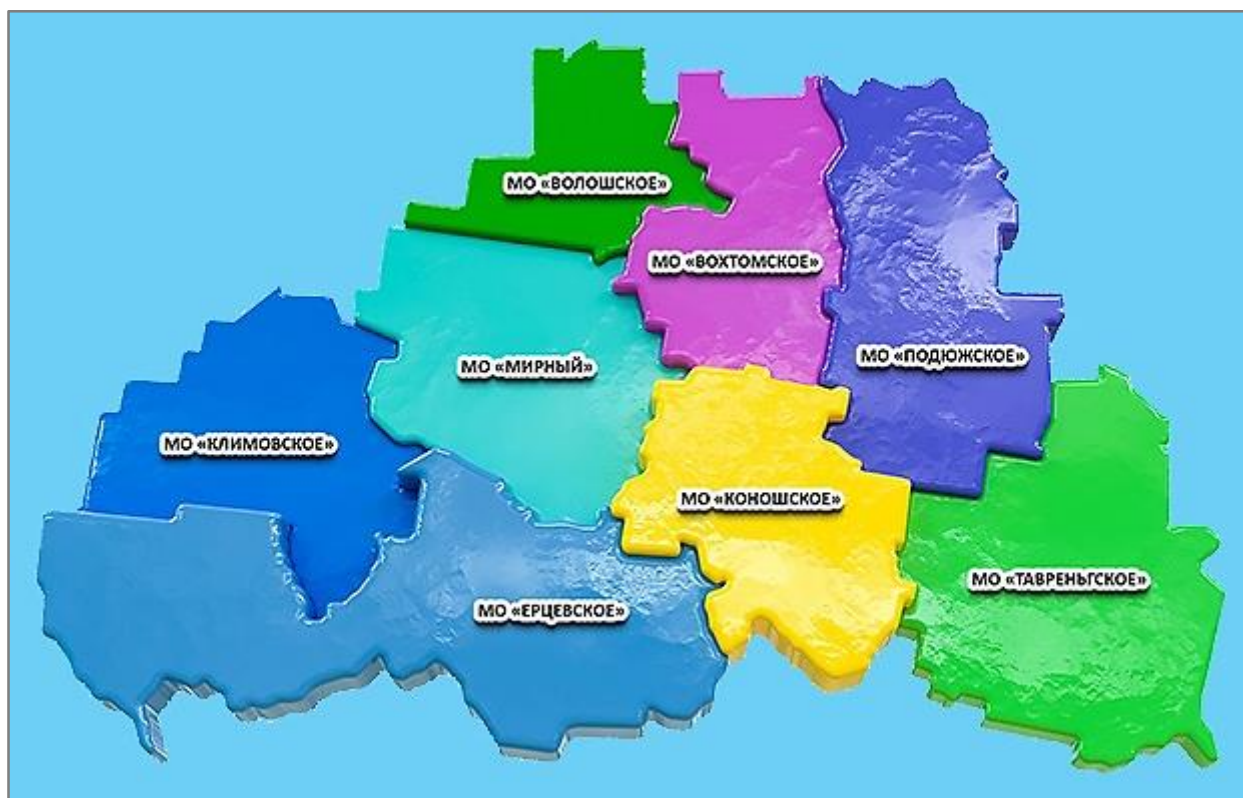 МО «ВОЛОШСКОЕ»
МО «ВОХТОМСКОЕ»
МО «ПОДЮЖСКОЕ»
МО «МИРНЫЙ»
МО «КЛИМОВСКОЕ»
МО «КОНОШСКОЕ»
МО «ТАВРЕНЬГСКОЕ»
МО «ЕРЦЕВСКОЕ»